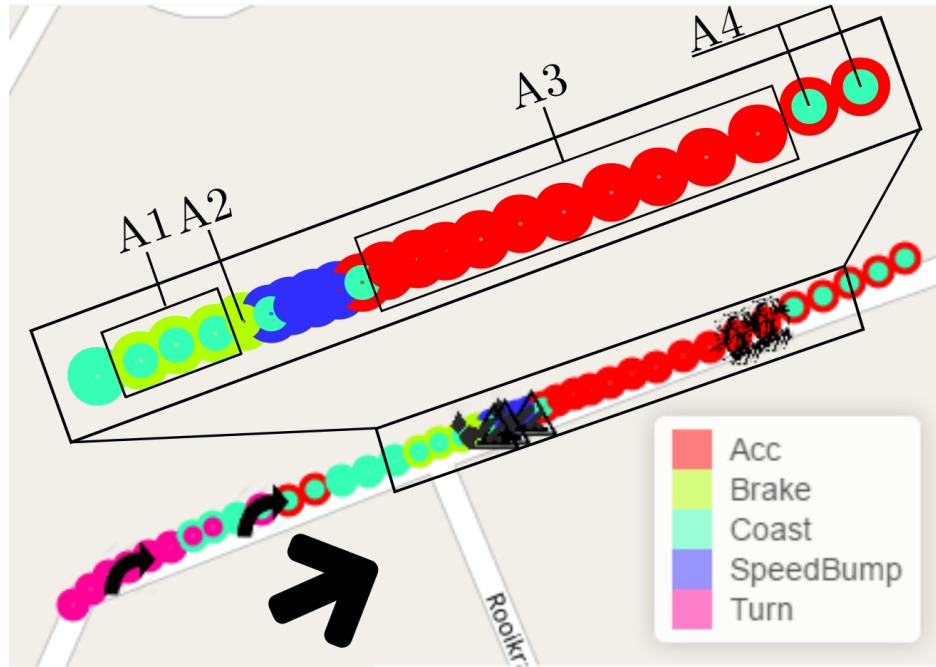 A4
A3
A1 A2
Acc
Brake
Coast
SpeedBump
Turn
Rooikr